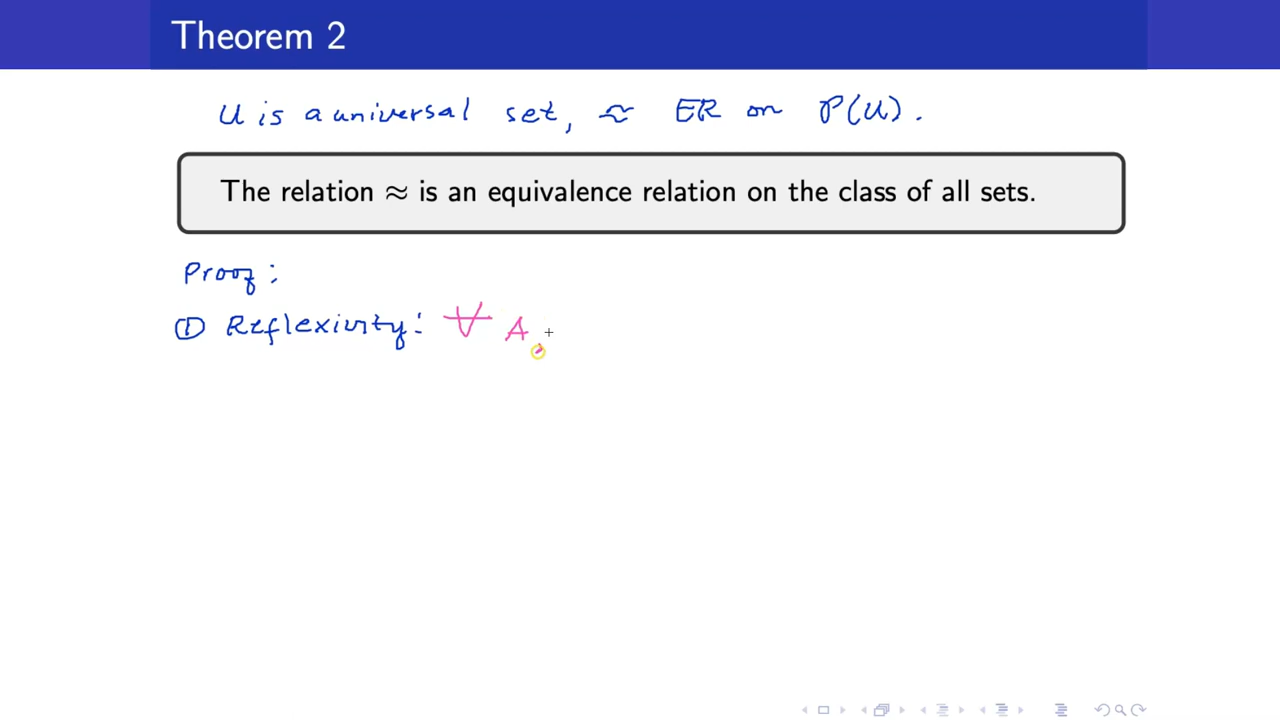 Theorem 2
U is a universal set, ≈ ER on P(U).
The relation ≈ is an equivalence relation on the class of all sets.
Proof:
① Reflexivity: ∀ A